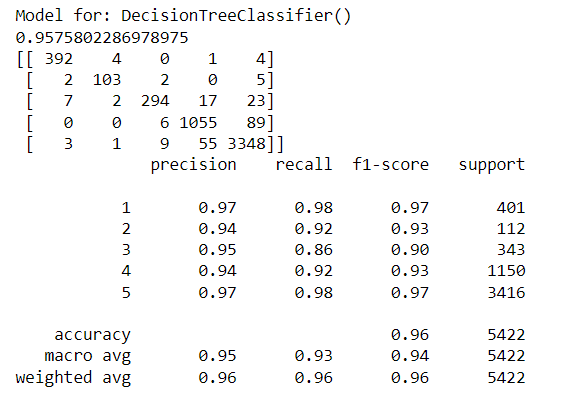 Model for: DecisionTreeClassifier()
0.9575802286978975
[[ 392    4    0    1    4]
 [   2  103    2    0    5]
 [   7    2  294   17   23]
 [   0    0    6 1055   89]
 [   3    1    9   55 3348]]
              precision    recall  f1-score   support

           1       0.97      0.98      0.97       401
           2       0.94      0.92      0.93       112
           3       0.95      0.86      0.90       343
           4       0.94      0.92      0.93      1150
           5       0.97      0.98      0.97      3416

    accuracy                           0.96      5422
   macro avg       0.95      0.93      0.94      5422
weighted avg       0.96      0.96      0.96      5422